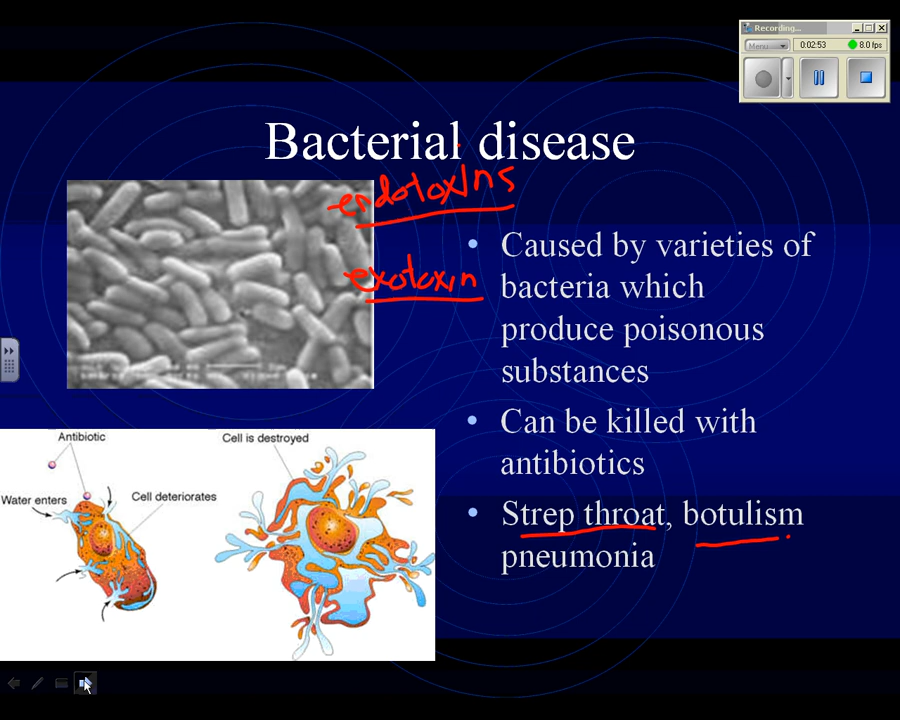 Recording...
Menu
0:02:53
8.0 fps
Bacterial disease
endotoxins
exotoxin
• Caused by varieties of
bacteria which
produce poisonous
substances
• Can be killed with
antibiotics
• Strep throat, botulism
pneumonia
Antibiotic
Water enters
Cell deteriorates
Cell is destroyed